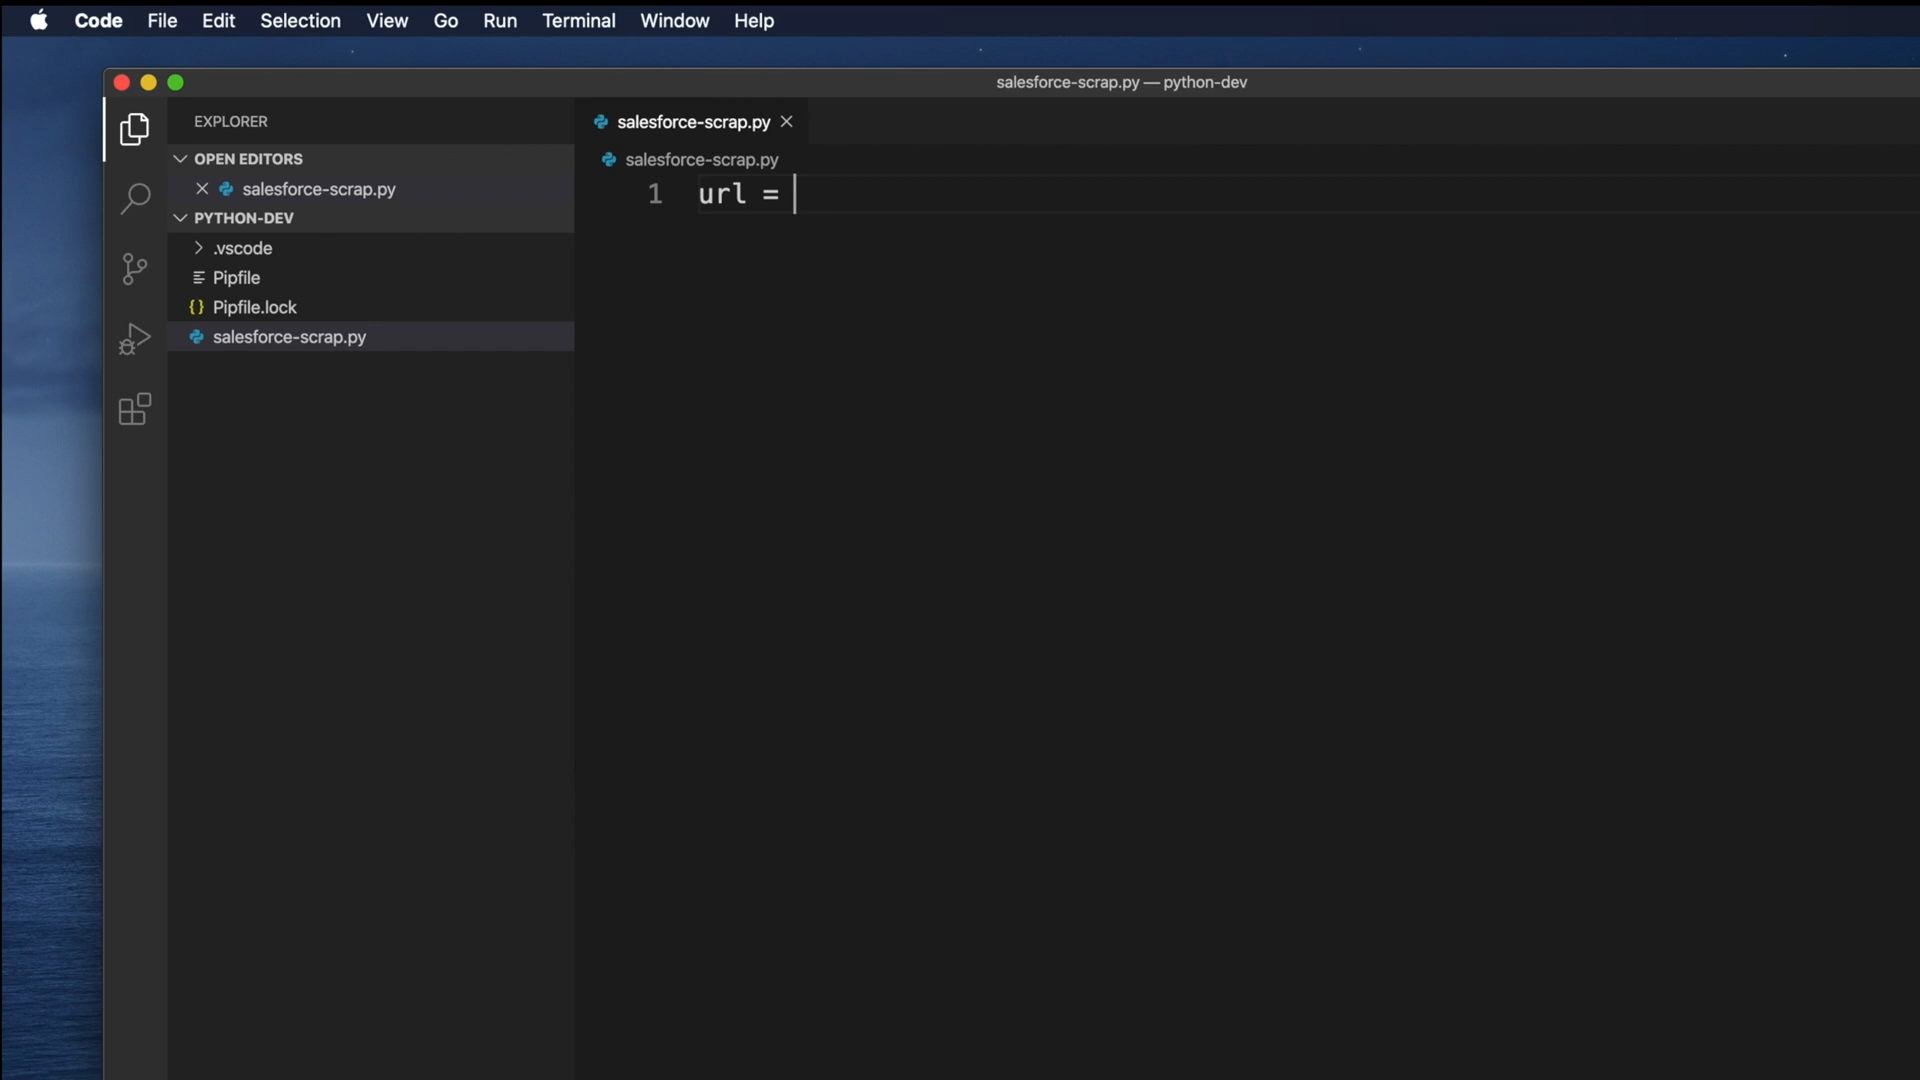 Code File Edit Selection View Go Run Terminal Window Help
salesforce-scrap.py — python-dev
EXPLORER
OPEN EDITORS
salesforce-scrap.py
PYTHON-DEV
.vscode
Pipfile
Pipfile.lock
salesforce-scrap.py
salesforce-scrap.py
salesforce-scrap.py
1 url =